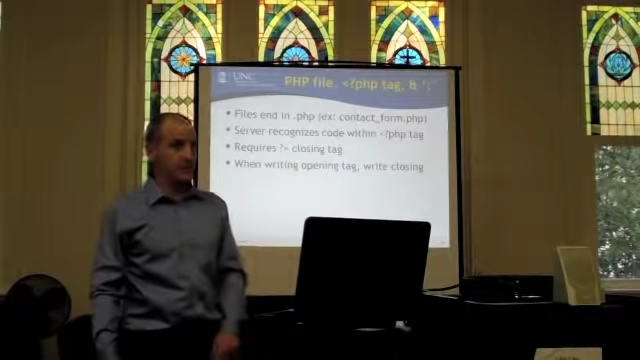 UNC
PHP file, <?php tag, & ';'
Files end in .php (ex: contact_form.php)
Server recognizes code within <?php tag
Requires ?> closing tag
When writing opening tag, write closing